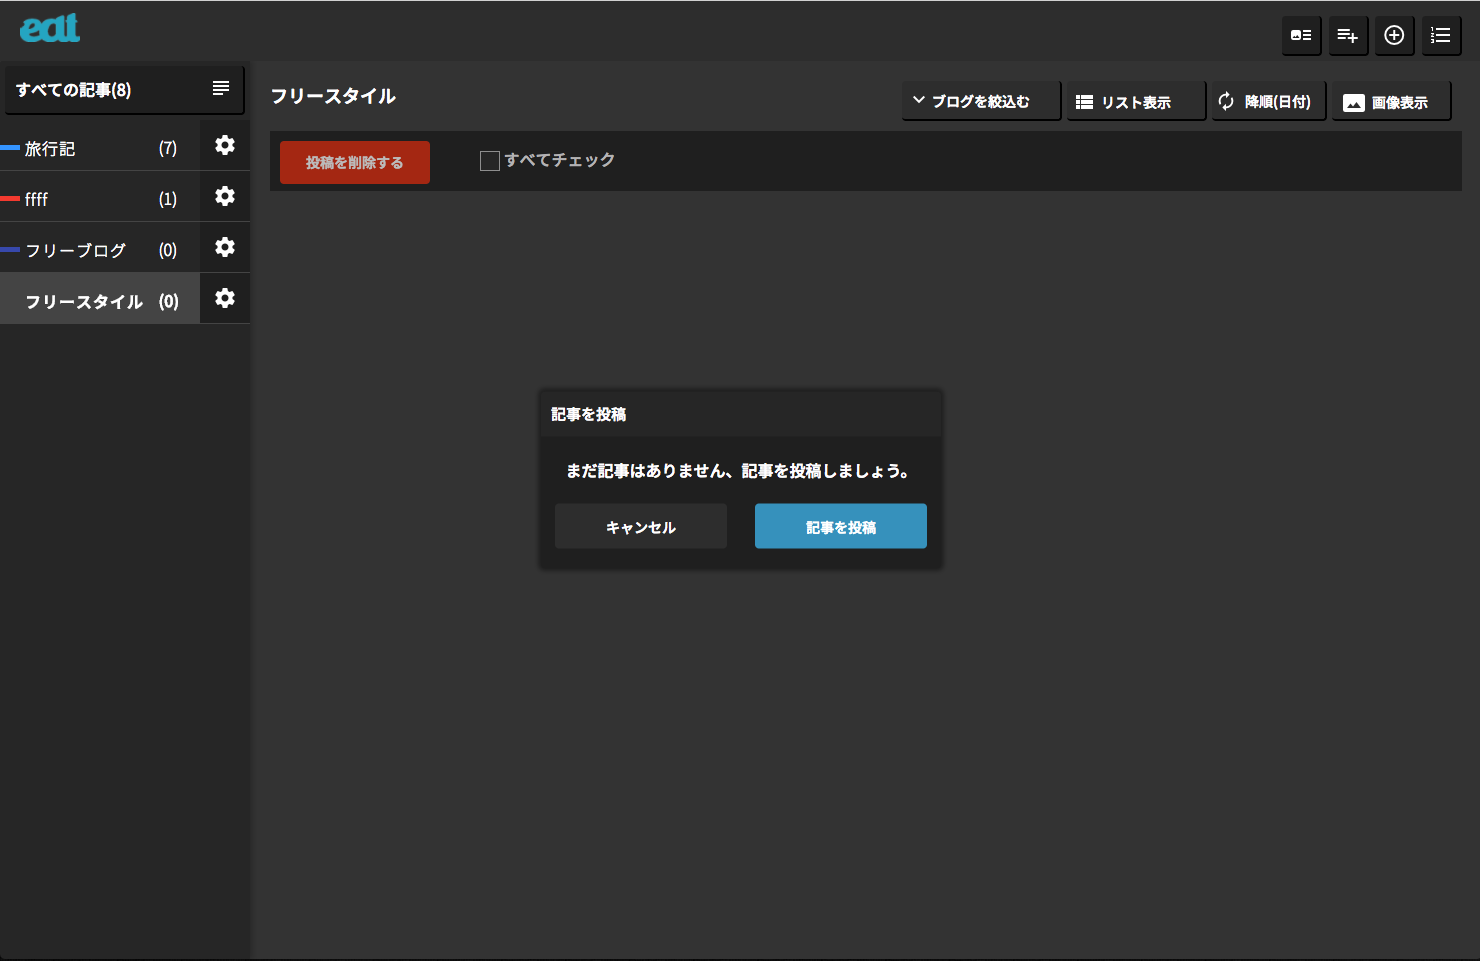 eat
すべての記事(8)
旅行記 (7)
ffff (1)
フリーブログ (0)
フリースタイル (0)
フリースタイル
ブログを絞込む
リスト表示
降順(日付)
画像表示
投稿を削除する
すべてチェック
記事を投稿
まだ記事はありません、記事を投稿しましょう。
キャンセル
記事を投稿